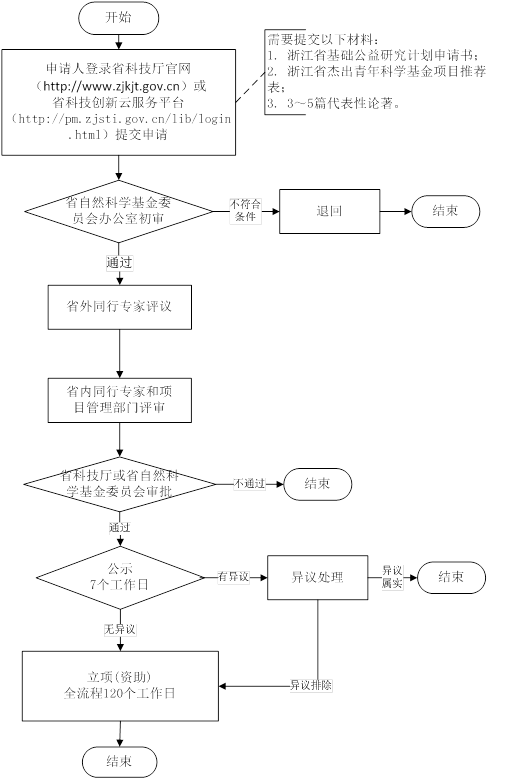 开始
申请人登录省科技厅官网
（http://www.zjkjt.gov.cn）或
省科技创新云服务平台
（http://pm.zjsti.gov.cn/lib/login
.html）提交申请
需要提交以下材料：
1. 浙江省基础公益研究计划申请书；
2. 浙江省杰出青年科学基金项目推荐
表；
3. 3～5篇代表性论著。
省自然科学基金委
员会办公室初审
不符合
条件
退回
结束
通过
省外同行专家评议
省内同行专家和项
目管理部门评审
省科技厅或省自然科
学基金委员会审批
不通过
结束
通过
公示
7个工作日
有异议
异议处理
异议
属实
结束
无异议
异议排除
立项(资助)
全流程120个工作日
结束